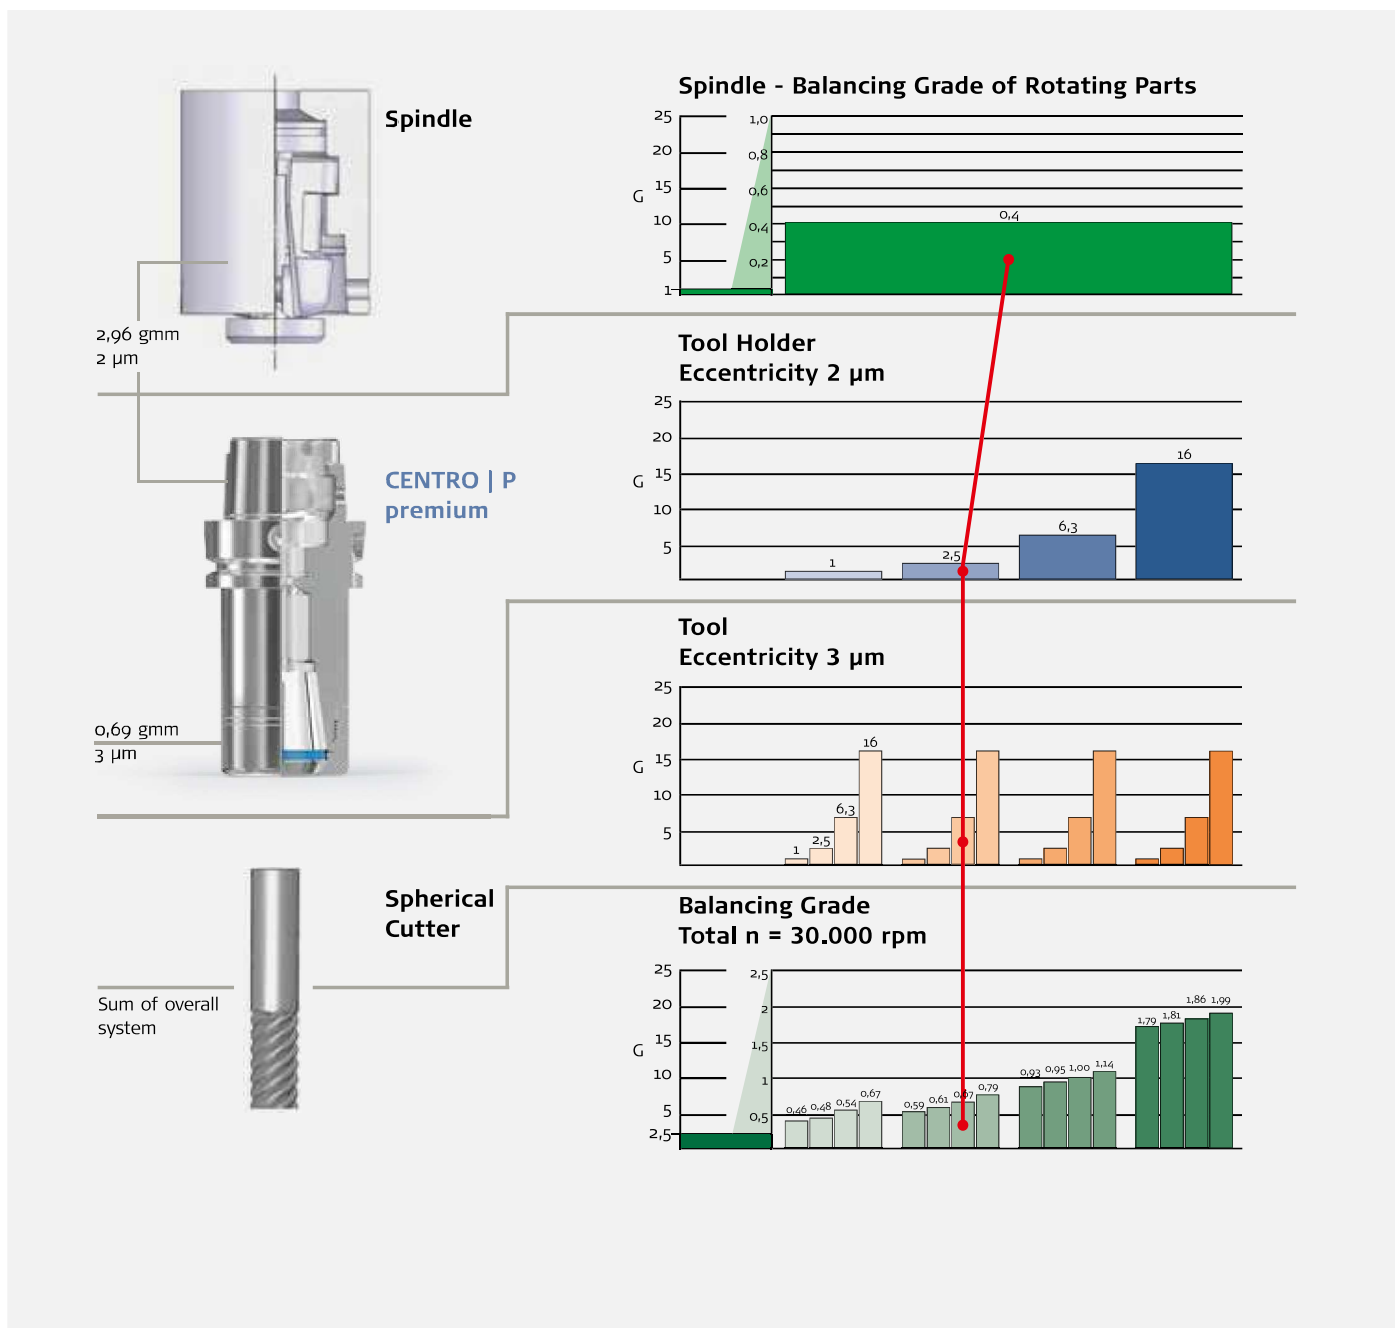 Spindle
2,96 gmm
2 µm
CENTRO | P
premium
0,69 gmm
3 µm
Spherical
Cutter
Sum of overall
system
Spindle - Balancing Grade of Rotating Parts
25
20
15
G
10
5
1
1,0
0,8
0,6
0,4
0,2
0,4
Tool Holder
Eccentricity 2 µm
25
20
15
G
10
5
1
2,5
6,3
16
Tool
Eccentricity 3 µm
25
20
15
G
10
5
1
2,5
6,3
16
Balancing Grade
Total n = 30.000 rpm
25
20
15
G
10
5
2,5
2,5
2
1,5
1
0,5
0,46 0,48 0,54 0,67
0,59 0,61 0,79
0,93 0,95 1,00 1,14
1,79 1,81 1,86 1,99